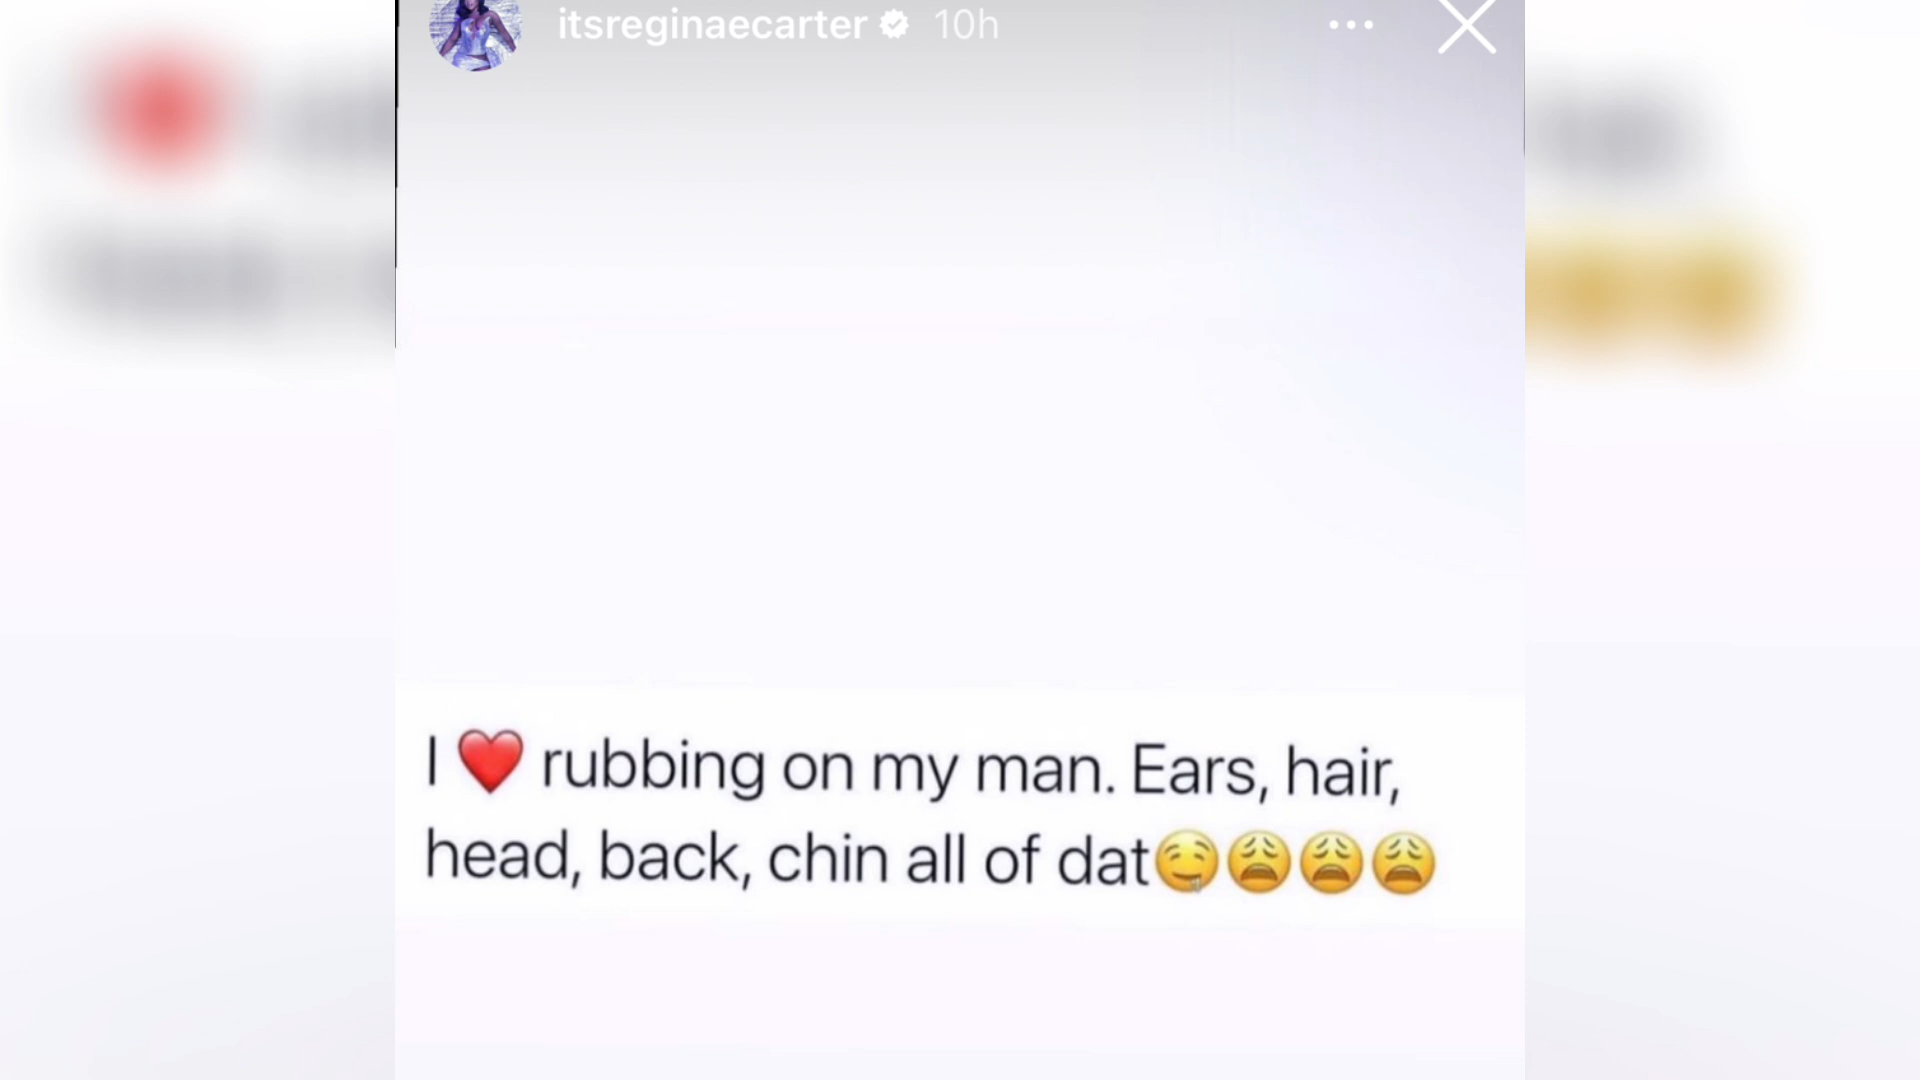 itsreginaecarter 10h
I ❤️ rubbing on my man. Ears, hair,
head, back, chin all of dat🤤😩😩😩